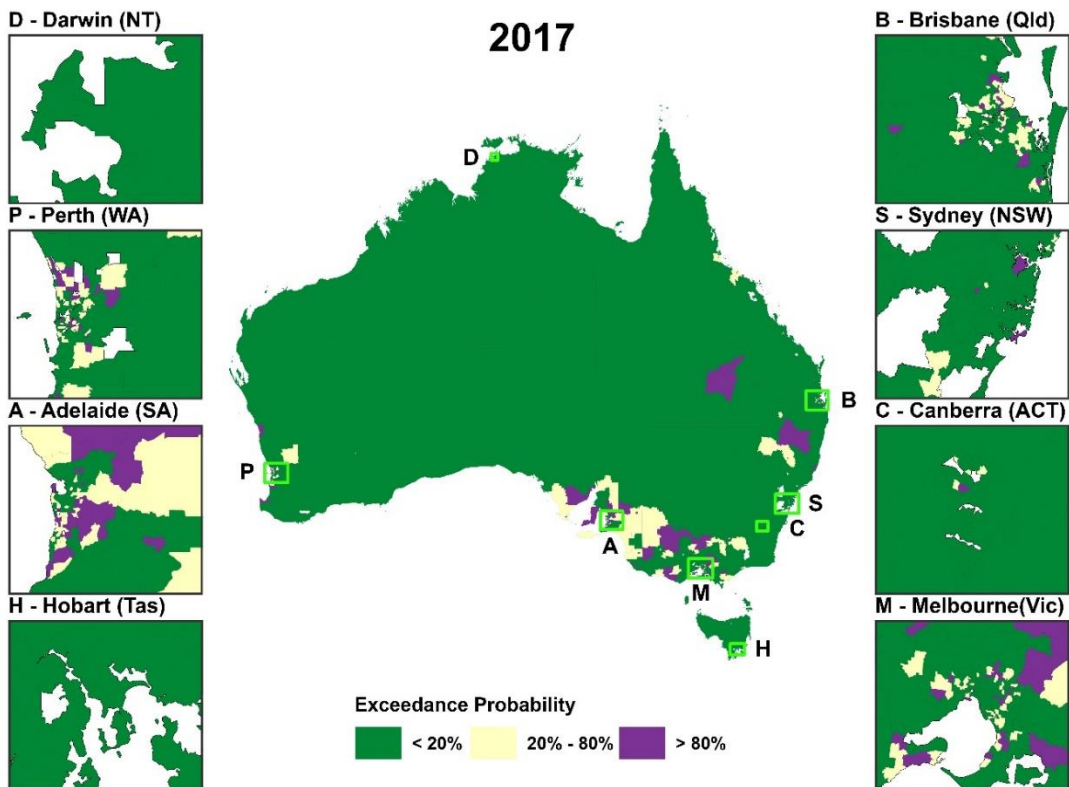 D - Darwin (NT)
2017
B - Brisbane (Qld)
P - Perth (WA)
S - Sydney (NSW)
A - Adelaide (SA)
C - Canberra (ACT)
H - Hobart (Tas)
M - Melbourne(Vic)
D
B
P
S
C
A
M
H
Exceedance Probability
< 20%
20% - 80%
> 80%